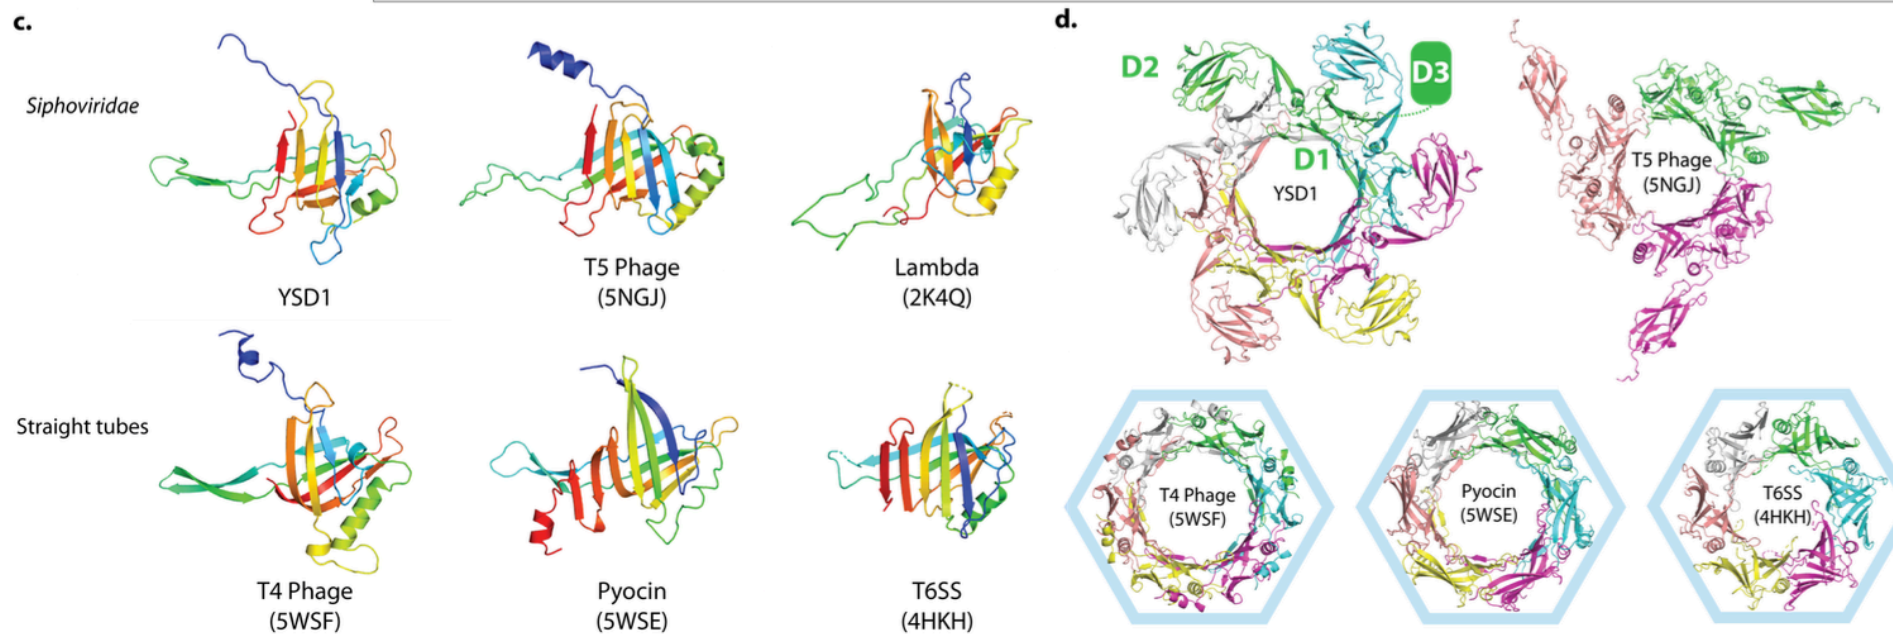 c.
Siphoviridae
YSD1
T5 Phage
(5NGJ)
Lambda
(2K4Q)
Straight tubes
T4 Phage
(5WSF)
Pyocin
(5WSE)
T6SS
(4HKH)
d.
D2
D3
D1
YSD1
T5 Phage
(5NGJ)
T4 Phage
(5WSF)
Pyocin
(5WSE)
T6SS
(4HKH)